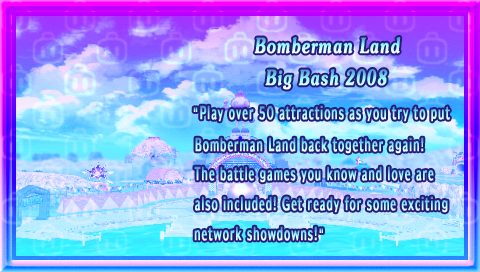 Bomberman Land
Big Bash 2008
"Play over 50 attractions as you try to put
Bomberman Land back together again!
The battle games you know and love are
also included! Get ready for some exciting
network showdowns!"